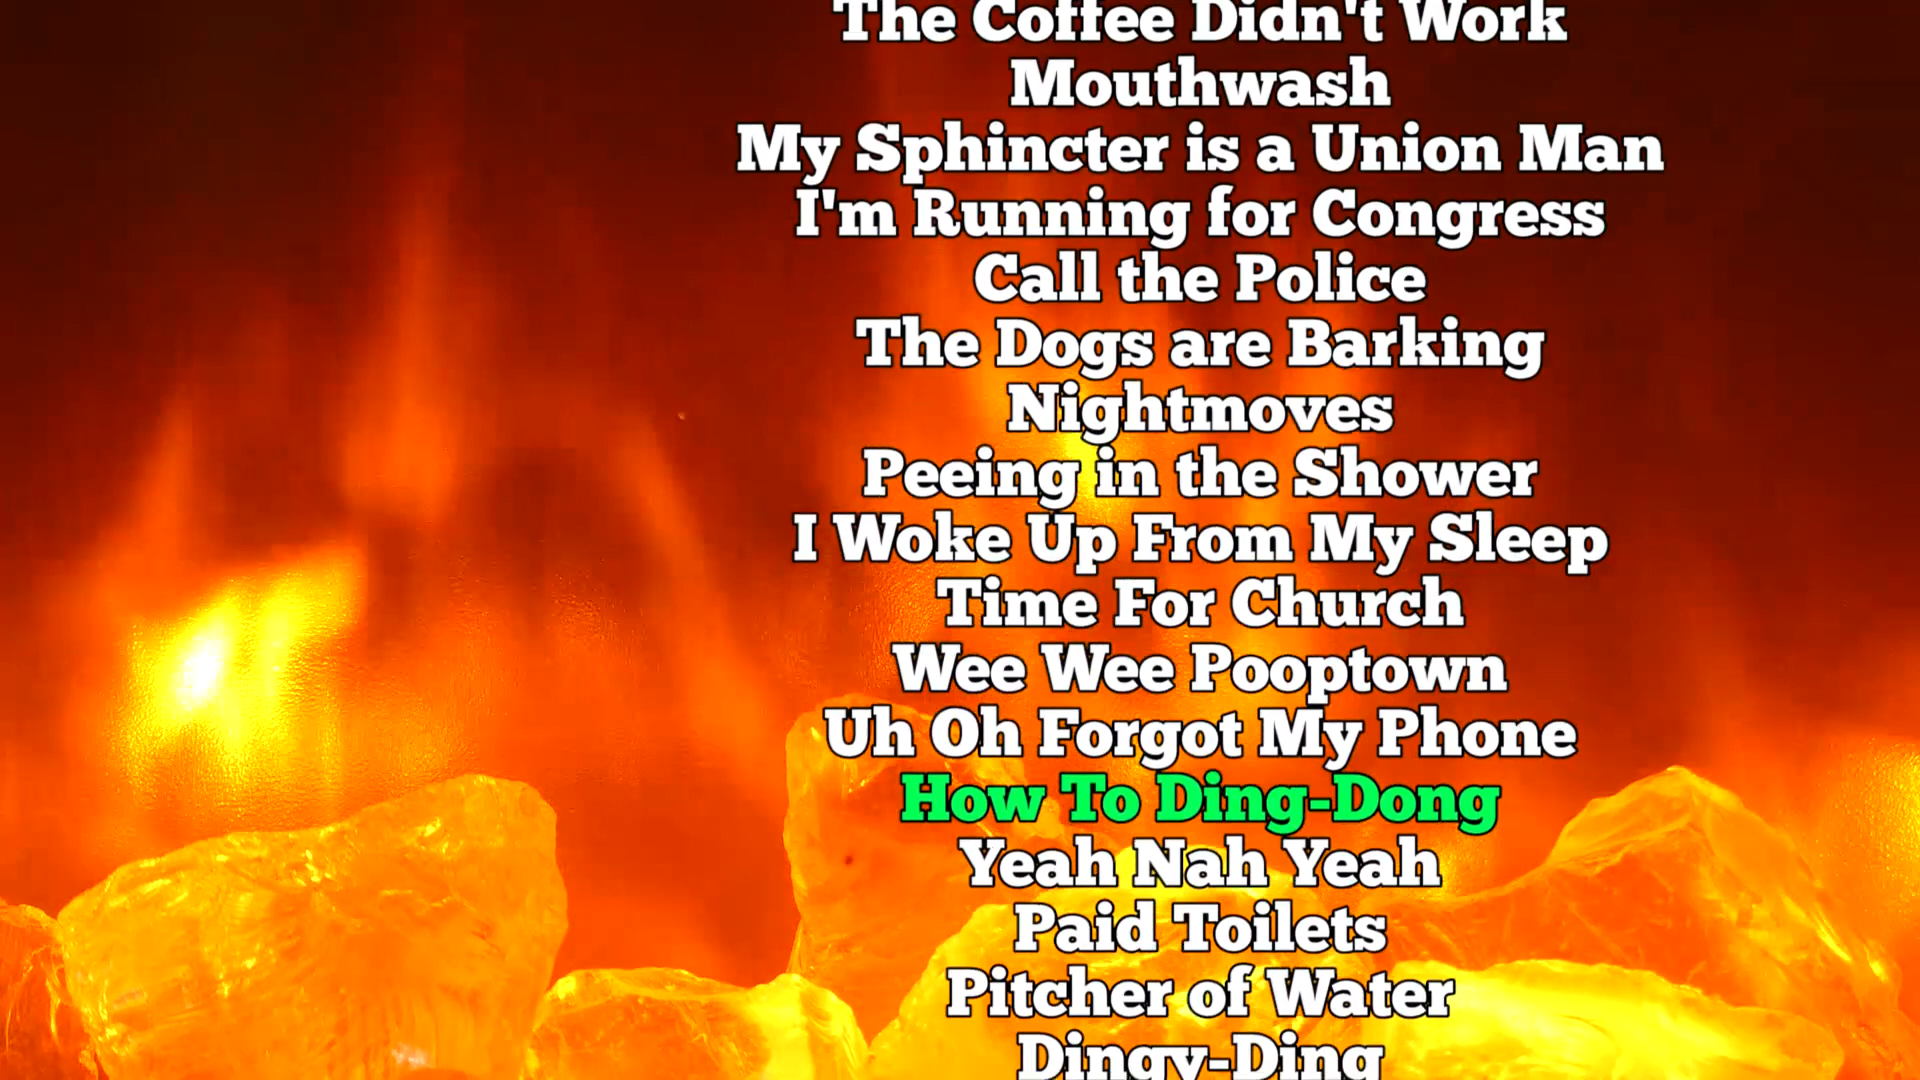 The Coffee Didn't Work
Mouthwash
My Sphincter is a Union Man
I'm Running for Congress
Call the Police
The Dogs are Barking
Nightmoves
Peeing in the Shower
I Woke Up From My Sleep
Time For Church
Wee Wee Pooptown
Uh Oh Forgot My Phone
How To Ding-Dong
Yeah Nah Yeah
Paid Toilets
Pitcher of Water
Dingy-Ding